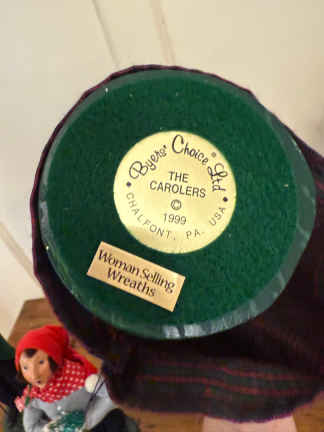 Byers' Choice® Ltd
THE
CAROLERS
©
1999
• CHALFONT, PA. USA •
Woman Selling
Wreaths